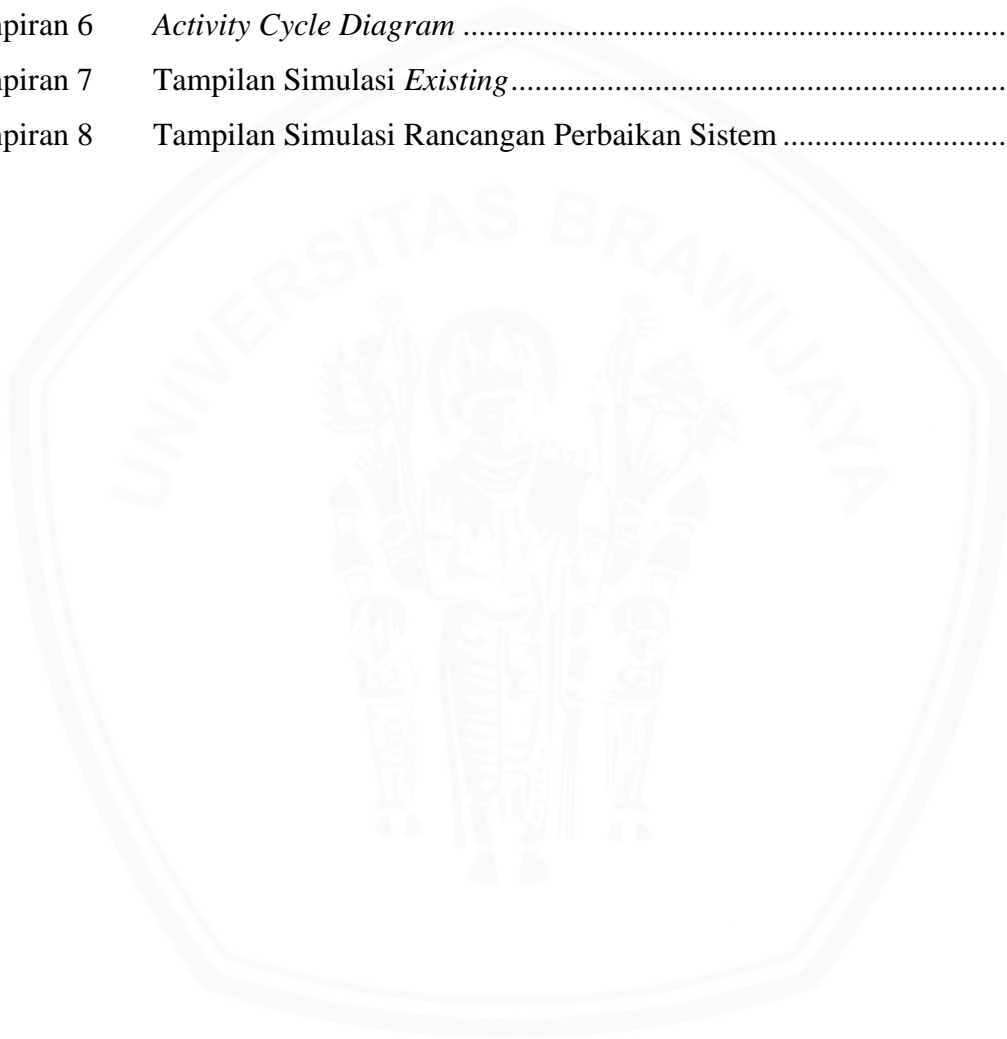 piran 6 Activity Cycle Diagram ....................................................................
piran 7 Tampilan Simulasi Existing..............................................................
piran 8 Tampilan Simulasi Rancangan Perbaikan Sistem ............................
UNIVERSITAS BRAWIJAYA